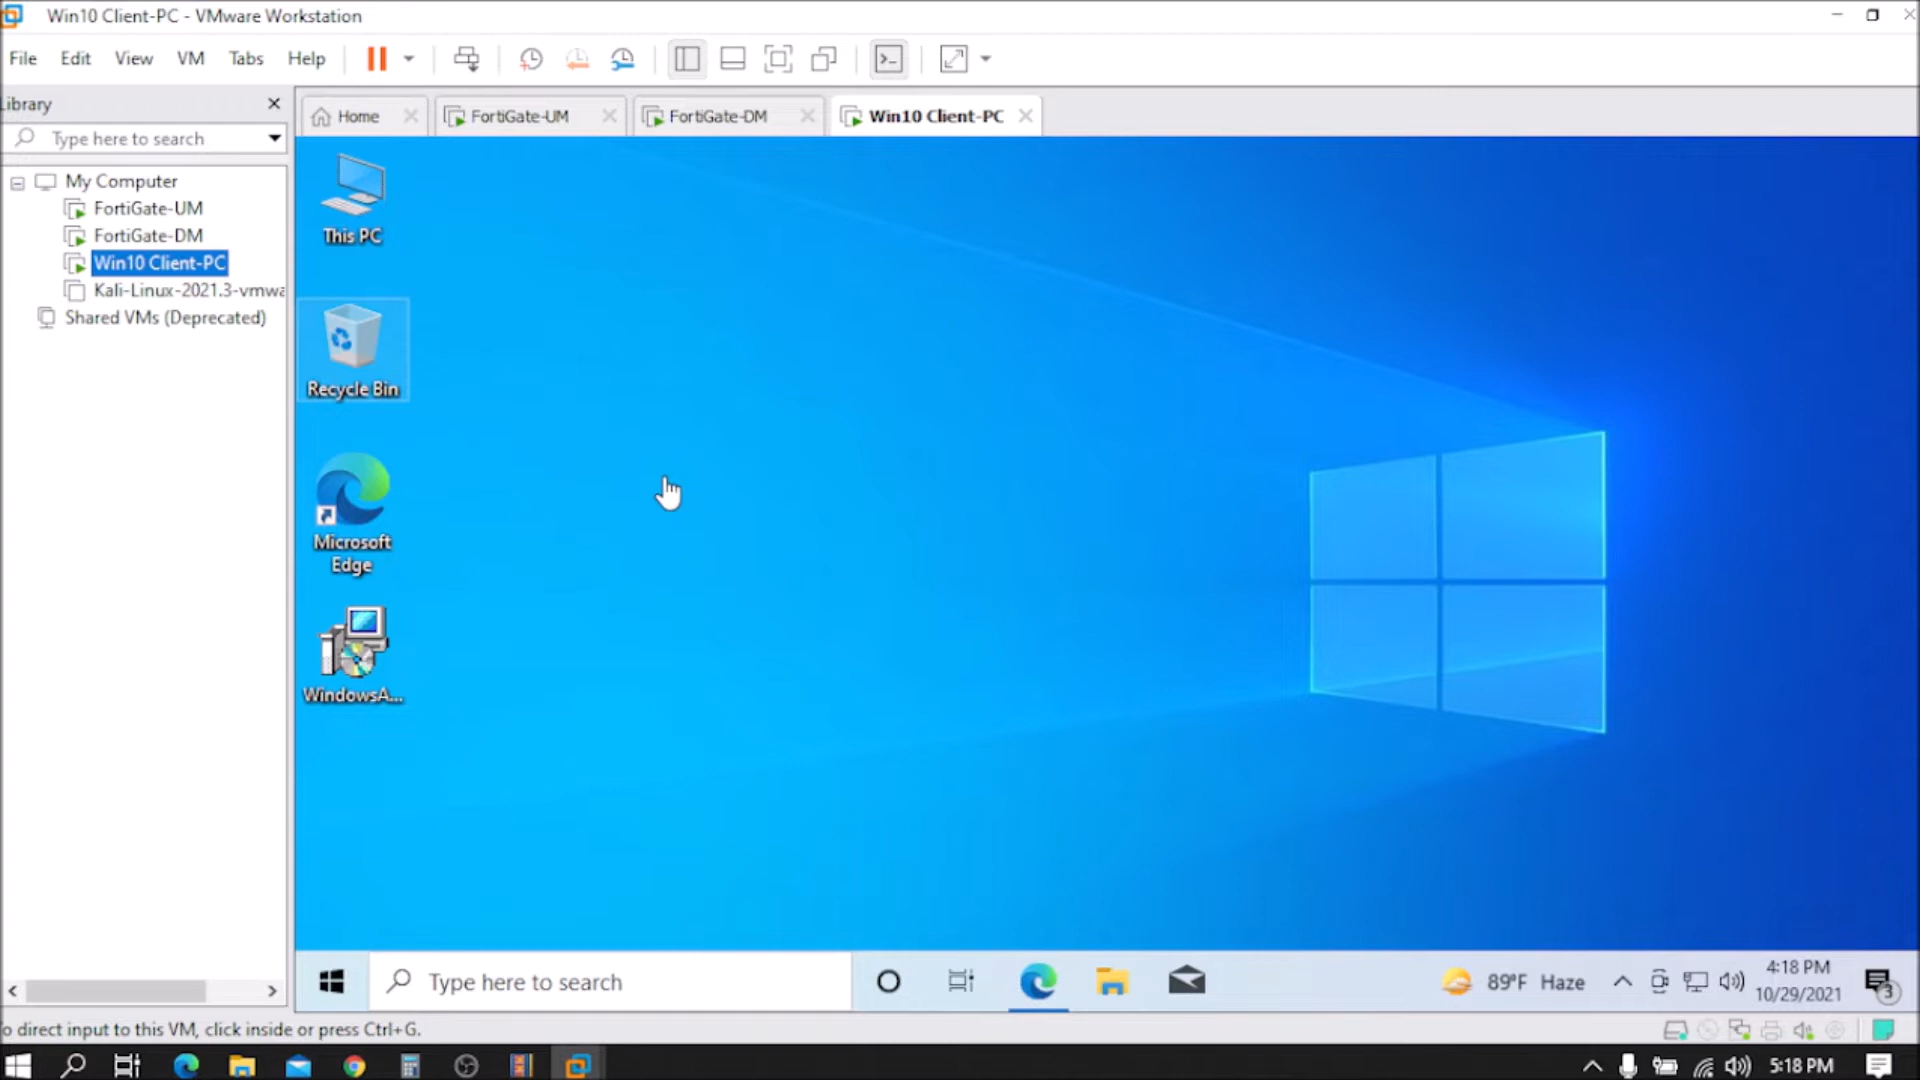 Win10 Client-PC - VMware Workstation
File Edit View VM Tabs Help
Library
Home FortiGate-UM FortiGate-DM Win10 Client-PC
Type here to search
My Computer
FortiGate-UM
FortiGate-DM
Win10 Client-PC
Kali-Linux-2021.3-vmwa
Shared VMs (Deprecated)
This PC
Recycle Bin
Microsoft
Edge
WindowsA...
Type here to search
89°F Haze
4:18 PM
10/29/2021
3
o direct input to this VM, click inside or press Ctrl+G.
5:18 PM